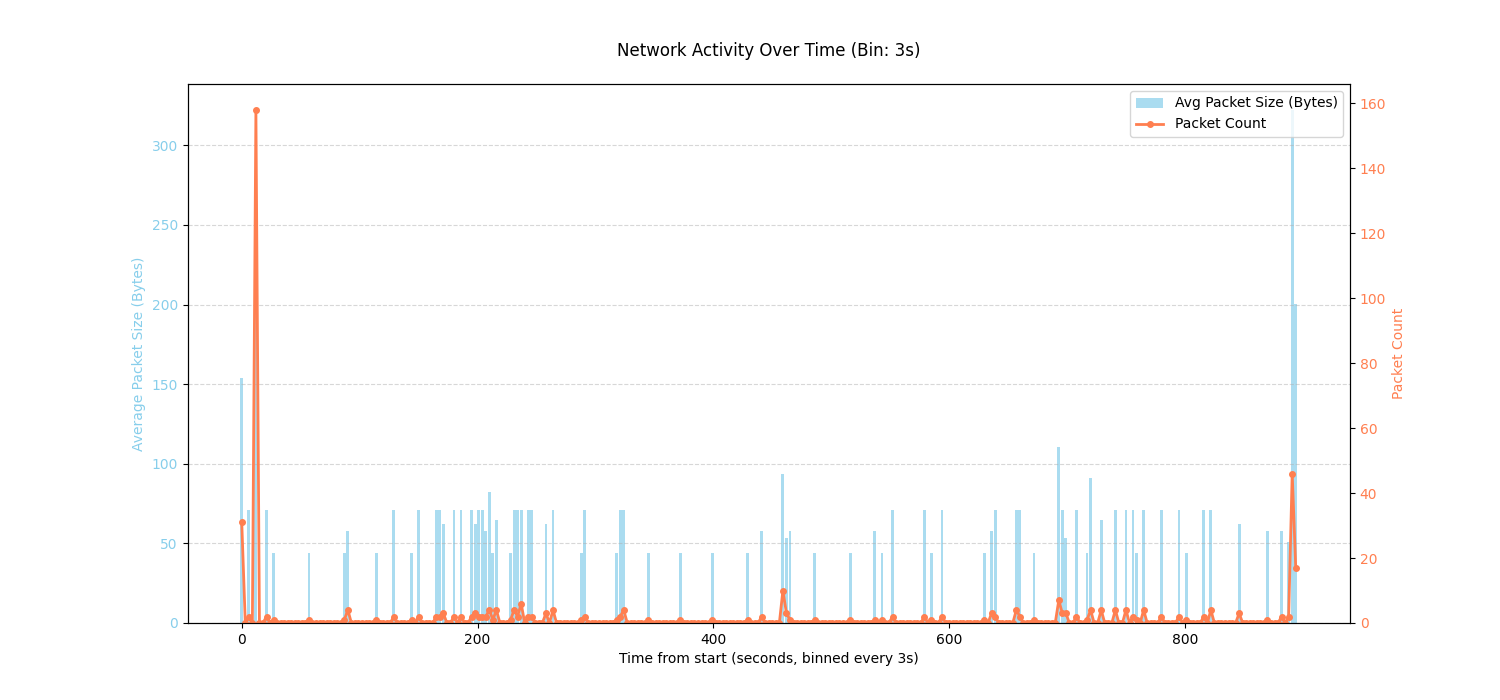 Network Activity Over Time (Bin: 3s)
Avg Packet Size (Bytes)
Packet Count
Average Packet Size (Bytes)
300
250
200
150
100
50
0
160
140
120
100
80
60
40
20
0
Packet Count
0 200 400 600 800
Time from start (seconds, binned every 3s)